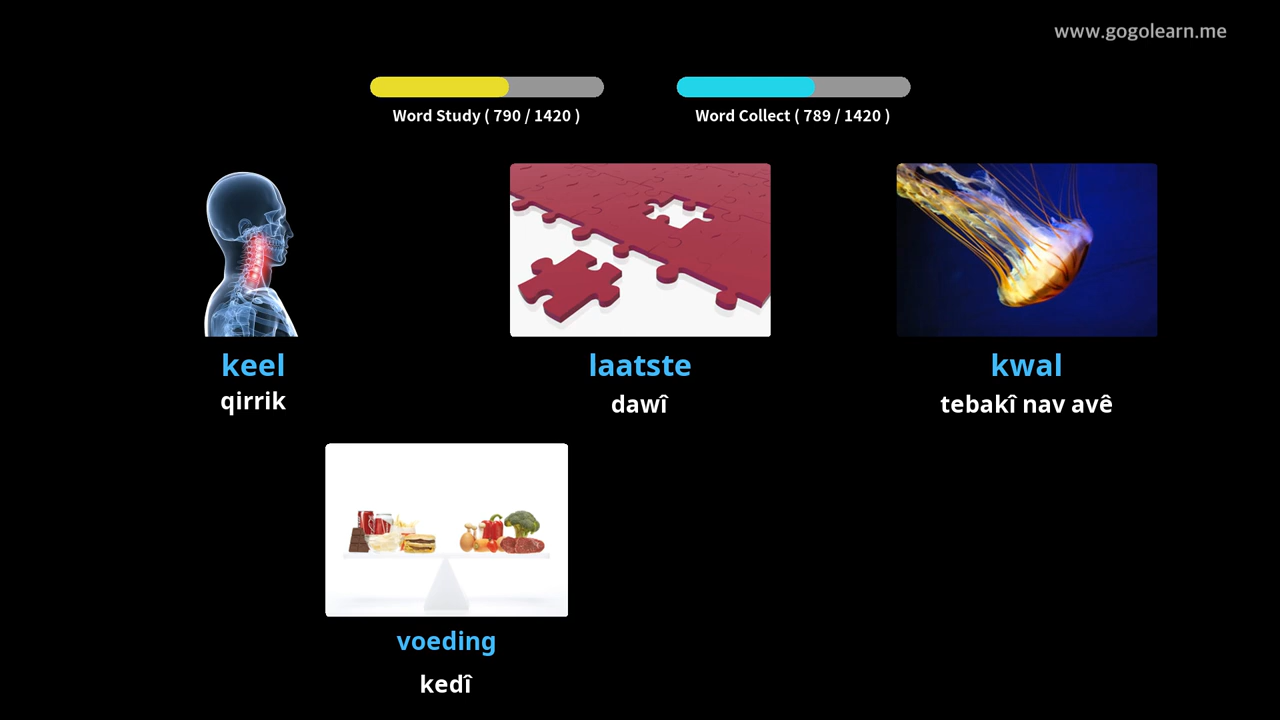 www.gogolearn.me
Word Study ( 790 / 1420 )
Word Collect ( 789 / 1420 )
keel
qirrik
laatste
dawî
kwal
tebakî nav avê
voeding
kedî